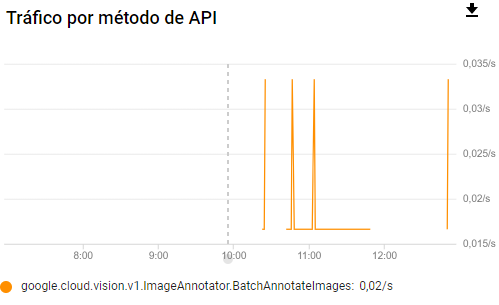 Tráfico por método de API
0,035/s
0,03/s
0,025/s
0,02/s
0,015/s
8:00 9:00 10:00 11:00 12:00
google.cloud.vision.v1.ImageAnnotator.BatchAnnotateImages: 0,02/s